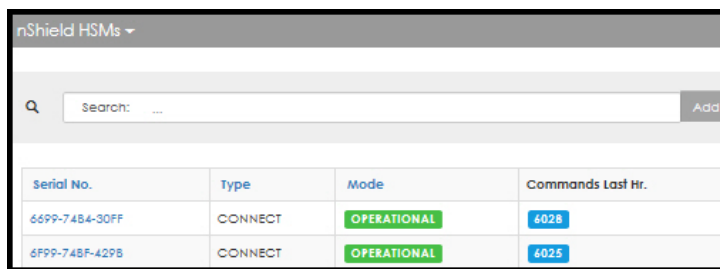 nShield HSMs
Search: ...
Add
Serial No. Type Mode Commands Last Hr.
6699-74B4-30FF CONNECT OPERATIONAL 6028
6F99-74BF-429B CONNECT OPERATIONAL 6025